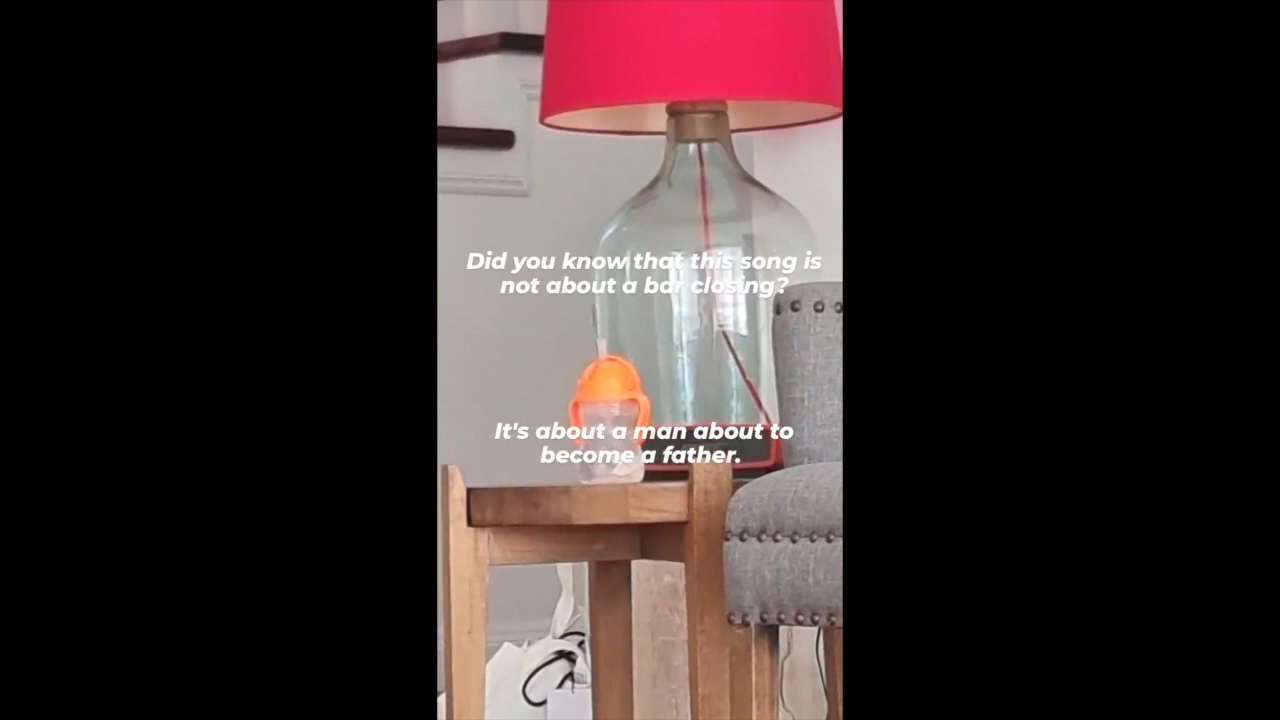 Did you know that this song is
not about a bar closing?
It's about a man about to
become a father.